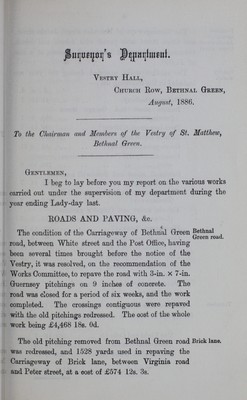 Surveyor's Department.
VESTRY HALL,
CHURCH ROW, BETHNAL GREEN,
August, 1886.
To the Chairman and Members of the Vestry of St. Matthew,
Bethnal Green.
GENTLEMEN,
I beg to lay before you my report on the various works
carried out under the supervision of my department during the
year ending Lady-day last.
ROADS AND PAVING, &c.
The condition of the Carriageway of Bethnal Green
Bethnal
Green road.
road, between White street and the Post Office, having
been several times brought before the notice of the
Vestry, it was resolved, on the recommendation of the
Works Committee, to repave the road with 3-in. × 7-in.
Guernsey pitchings on 9 inches of concrete. The
road was closed for a period of six weeks, and the work
completed. The crossings contiguous were repaved
with the old pitchings redressed. The cost of the whole
work being £4,468 18s. 0d.
The old pitching removed from Bethnal Green road
Brick lane.
was redressed, and 1528 yards used in repaving the
Carriageway of Brick lane, between Virginia road
and Peter street, at a cost of £574 12s. 3s.